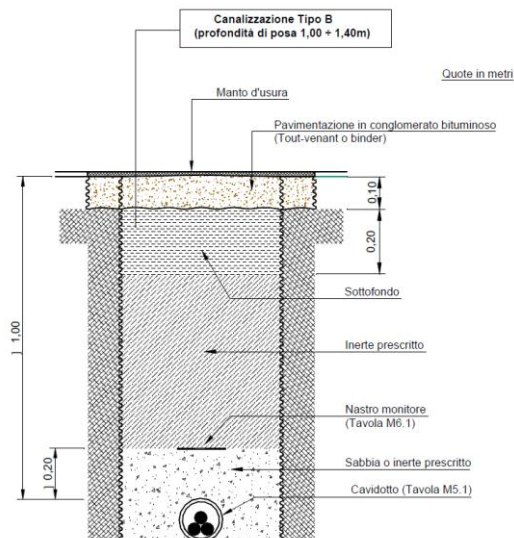 Canalizzazione Tipo B
(profondità di posa 1,00 ÷ 1,40m)
Quote in metri
Manto d'usura
Pavimentazione in conglomerato bituminoso
(Tout-venant o binder)
0,10
0,20
Sottofondo
] 1,00
Inerte prescritto
Nastro monitore
(Tavola M6.1)
] 0,20
Sabbia o inerte prescritto
Cavidotto (Tavola M5.1)